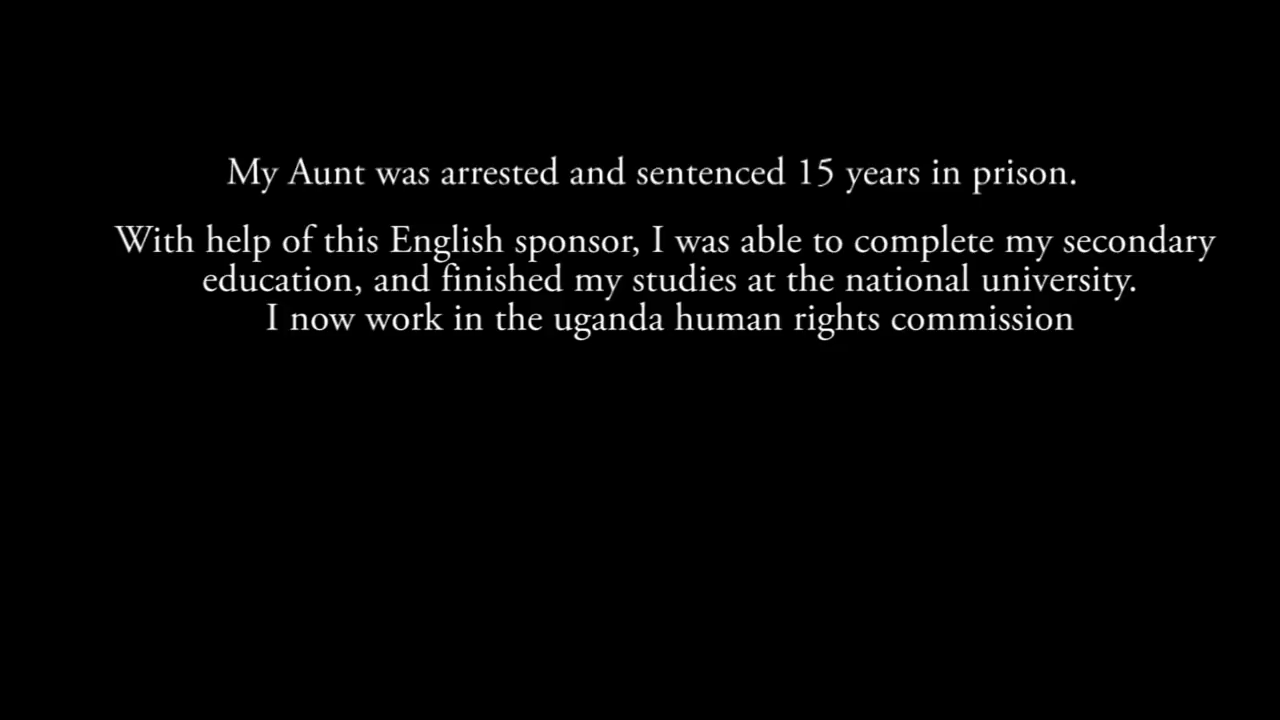 My Aunt was arrested and sentenced 15 years in prison.
With help of this English sponsor, I was able to complete my secondary
education, and finished my studies at the national university.
I now work in the uganda human rights commission